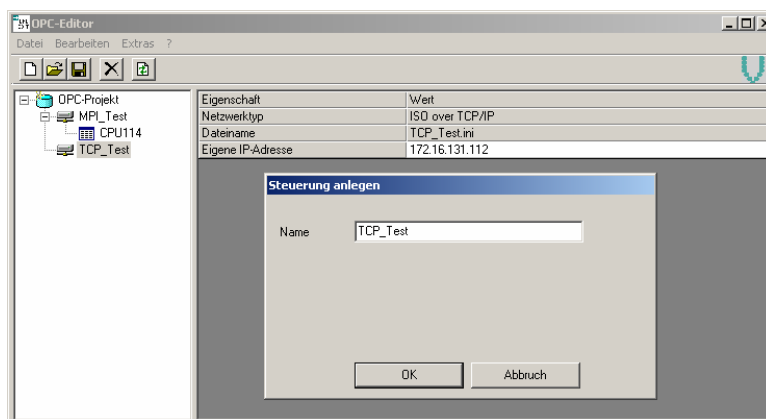 OPC-Editor
Datei Bearbeiten Extras ?
OPC-Projekt
MPI_Test
CPU114
TCP_Test
Eigenschaft Wert
Netzwerktyp ISO over TCP/IP
Dateiname TCP_Test.ini
Eigene IP-Adresse 172.16.131.112
Steuerung anlegen
Name TCP_Test
OK Abbruch